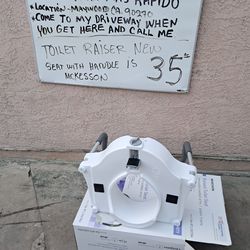 RAPIDO
• LOCATION - MAYWOOD CA 90270
• COME TO MY DRIVEWAY WHEN
YOU GET HERE AND CALL ME
TOILET RAISER NEW
SEAT WITH HANDLE IS 35
MCKESSON